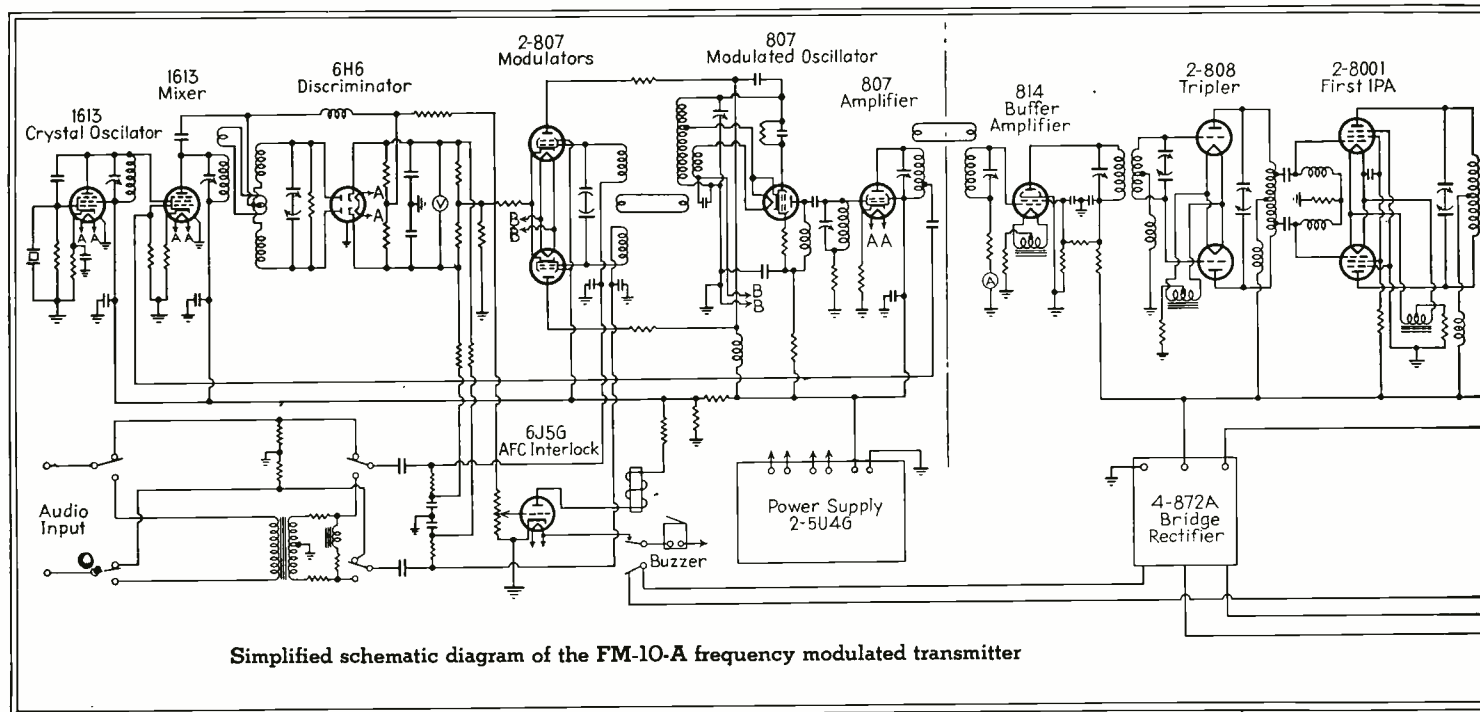 1613
Crystal Oscilator
1613
Mixer
6H6
Discriminator
2-807
Modulators
807
Modulated Oscillator
807
Amplifier
814
Buffer
Amplifier
2-808
Tripler
2-8001
First IPA
A
A
V
B
B
A A
A A
A A
B
B
A
6J5G
AFC Interlock
Audio
Input
Buzzer
Power Supply
2-5U4G
4-872A
Bridge
Rectifier
Simplified schematic diagram of the FM-10-A frequency modulated transmitter